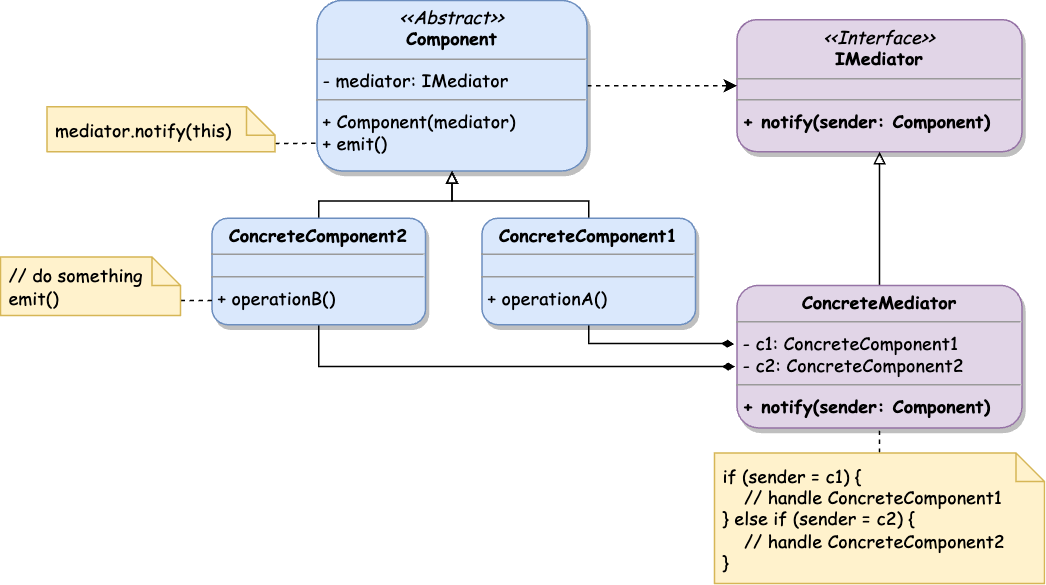 <<Abstract>>
Component
- mediator: IMediator
+ Component(mediator)
+ emit()
<<Interface>>
IMediator
+ notify(sender: Component)
mediator.notify(this)
ConcreteComponent2
+ operationB()
ConcreteComponent1
+ operationA()
// do something
emit()
ConcreteMediator
- c1: ConcreteComponent1
- c2: ConcreteComponent2
+ notify(sender: Component)
if (sender = c1) {
// handle ConcreteComponent1
} else if (sender = c2) {
// handle ConcreteComponent2
}